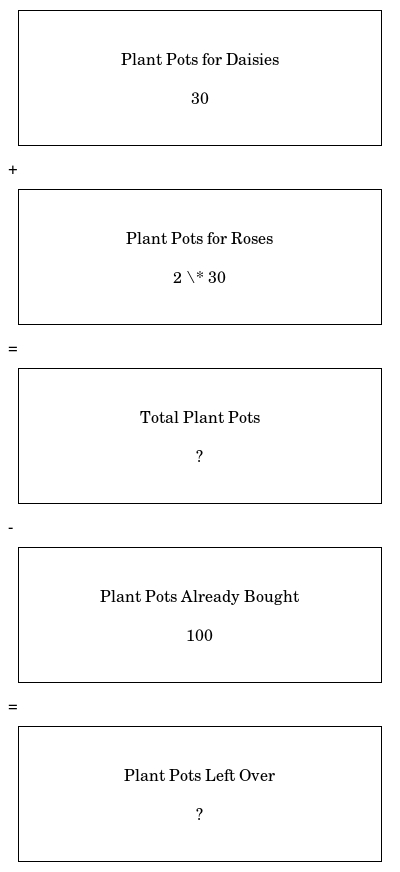 Plant Pots for Daisies
30
+
Plant Pots for Roses
2 \* 30
=
Total Plant Pots
?
-
Plant Pots Already Bought
100
=
Plant Pots Left Over
?